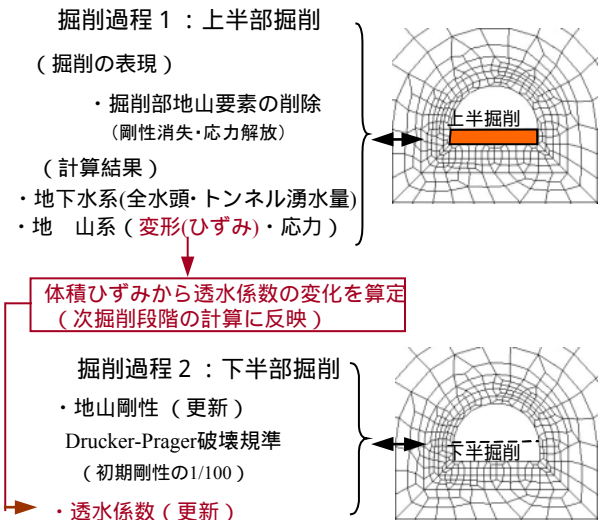 掘削過程１：上半部掘削
（掘削の表現）
・掘削部地山要素の削除
（剛性消失・応力解放）
（計算結果）
・地下水系(全水頭・トンネル湧水量)
・地　山系（変形(ひずみ)・応力）
上半掘削
体積ひずみから透水係数の変化を算定
（次掘削段階の計算に反映）
掘削過程２：下半部掘削
・地山剛性（更新）
Drucker-Prager破壊規準
（初期剛性の1/100）
・透水係数（更新）
下半掘削